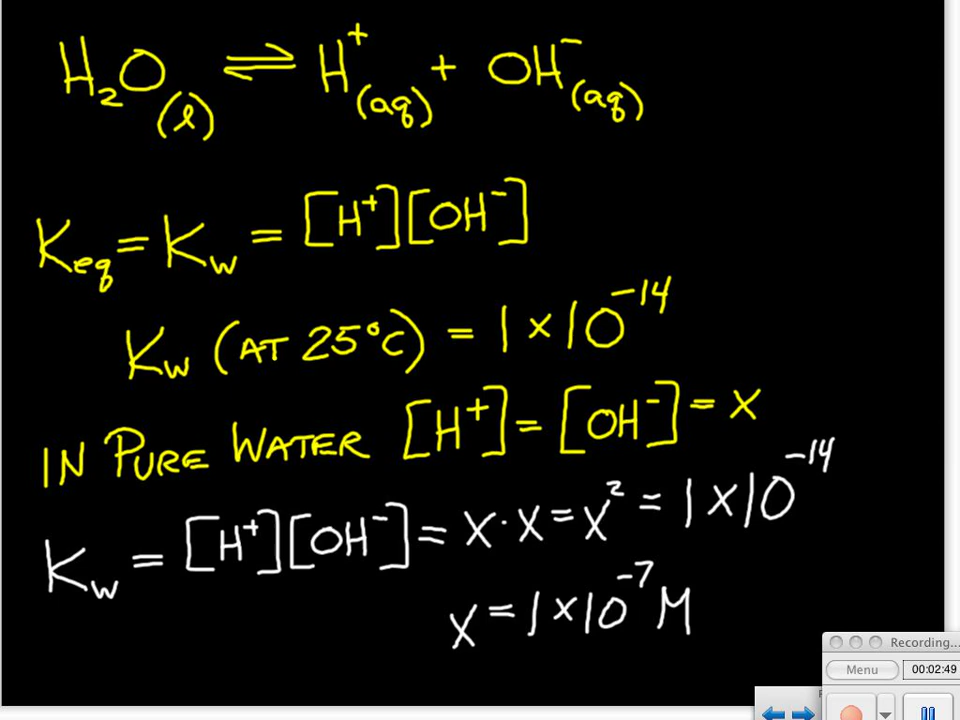 H₂O(l) ⇌ H⁺(aq) + OH⁻(aq)
Keq = Kw = [H⁺][OH⁻]
Kw (AT 25°C) = 1 x 10⁻¹⁴
IN PURE WATER [H⁺] = [OH⁻] = x
Kw = [H⁺][OH⁻] = x·x = x² = 1 x 10⁻¹⁴
x = 1 x 10⁻⁷ M
Recording...
Menu 00:02:49